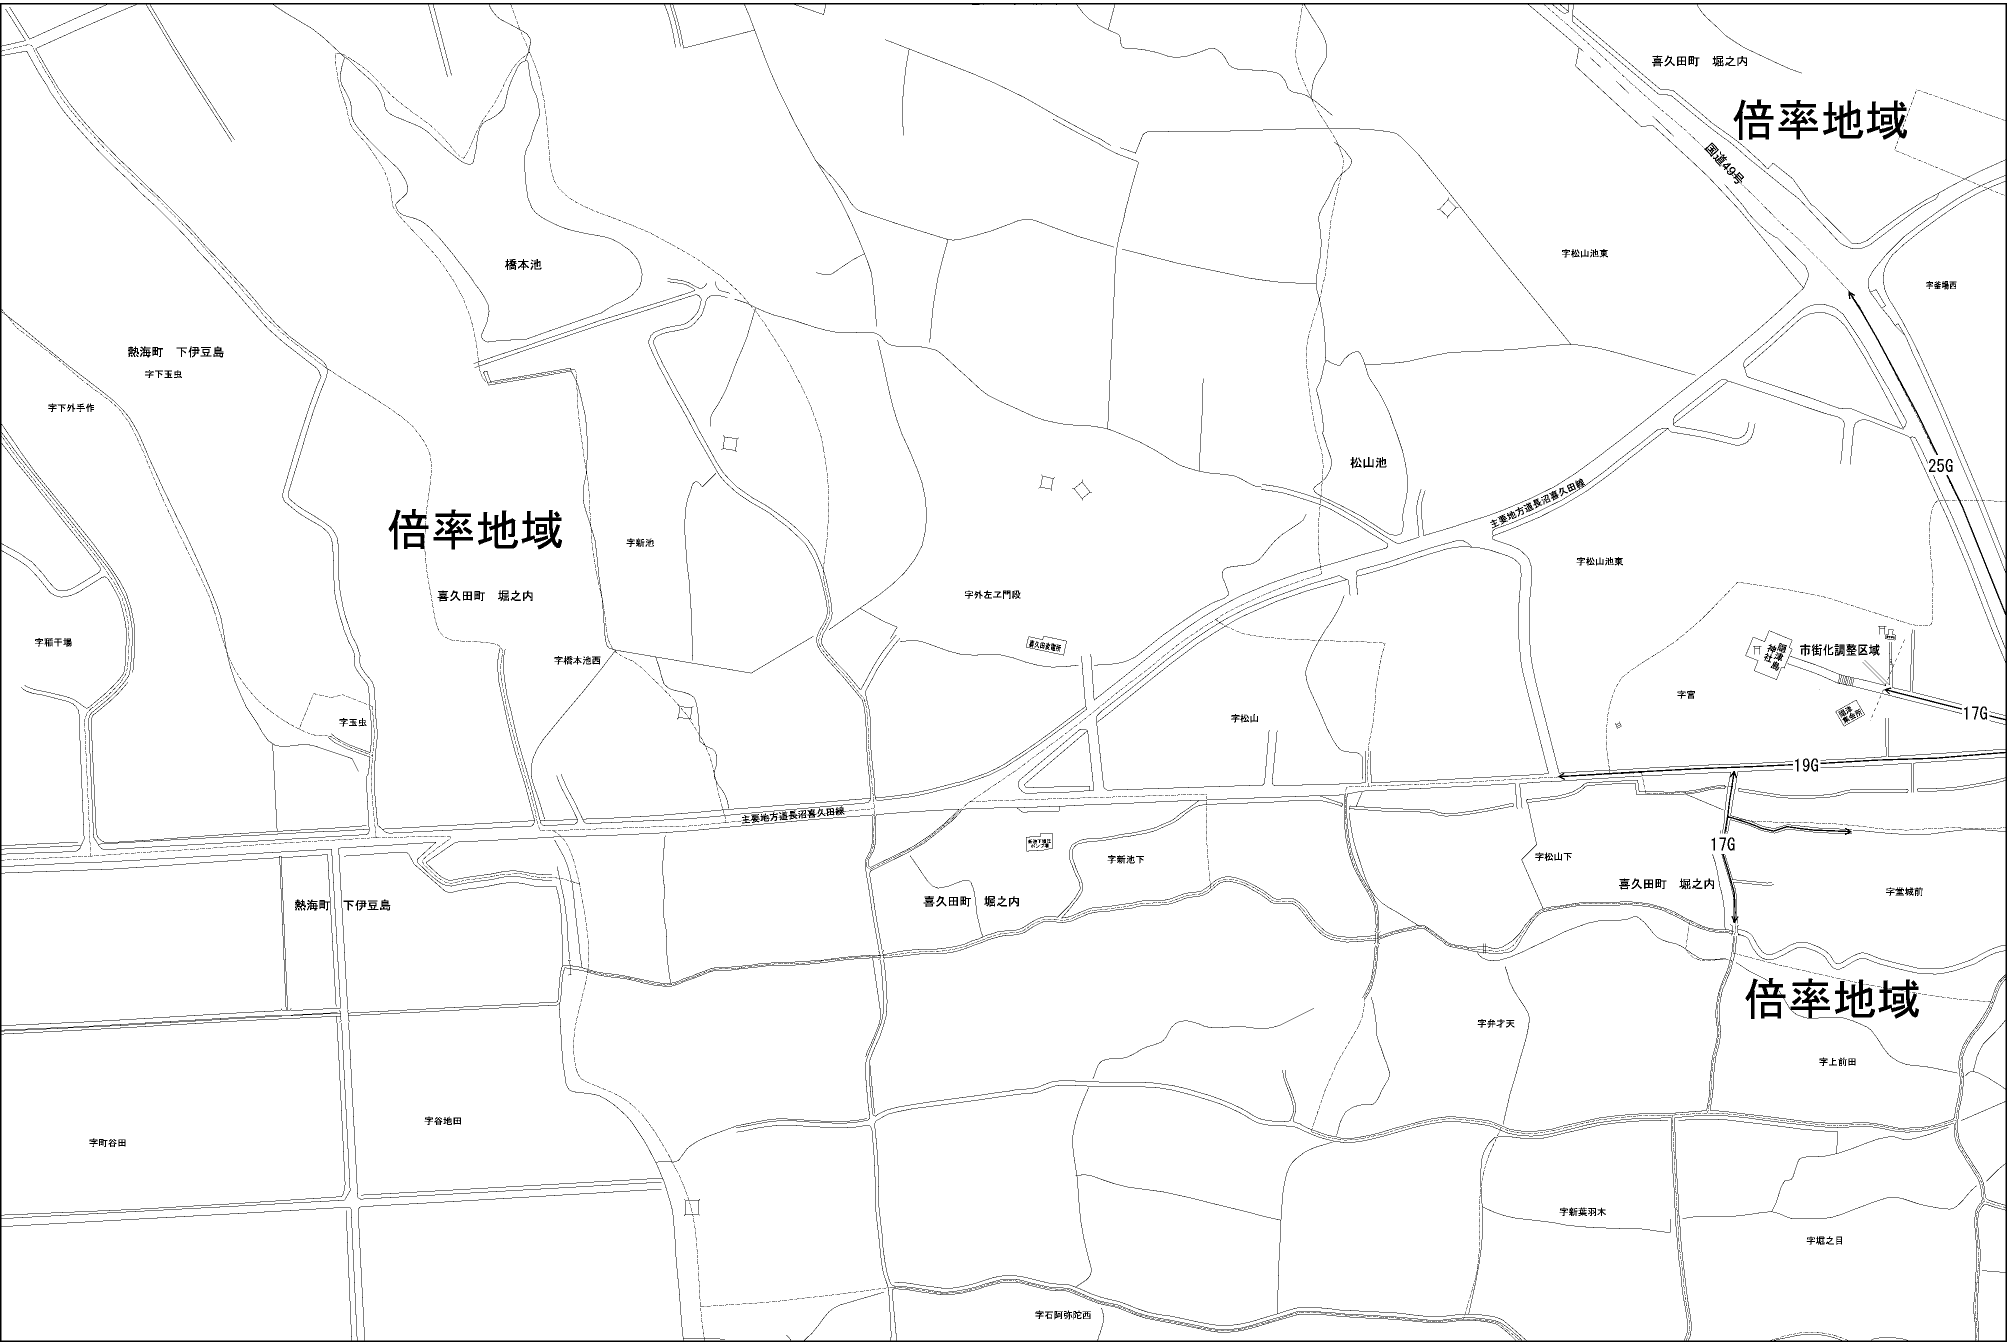 喜久田町　堀之内
倍率地域
国道49号
橋本池
字松山池東
字釜場西
熱海町　下伊豆島
字下玉虫
字下外手作
松山池
25G
主要地方道長沼喜久田線
倍率地域
字新池
字松山池東
喜久田町　堀之内
字外左ヱ門段
字稲干場
喜久田変電所
市街化調整区域
字橋本池西
字宮
字玉虫
字松山
17G
19G
主要地方道長沼喜久田線
17G
字新池下
字松山下
喜久田町　堀之内
字堂城前
熱海町　下伊豆島
喜久田町　堀之内
倍率地域
字弁才天
字上前田
字谷地田
字町谷田
字新葉羽木
字堀之目
字石阿弥陀西